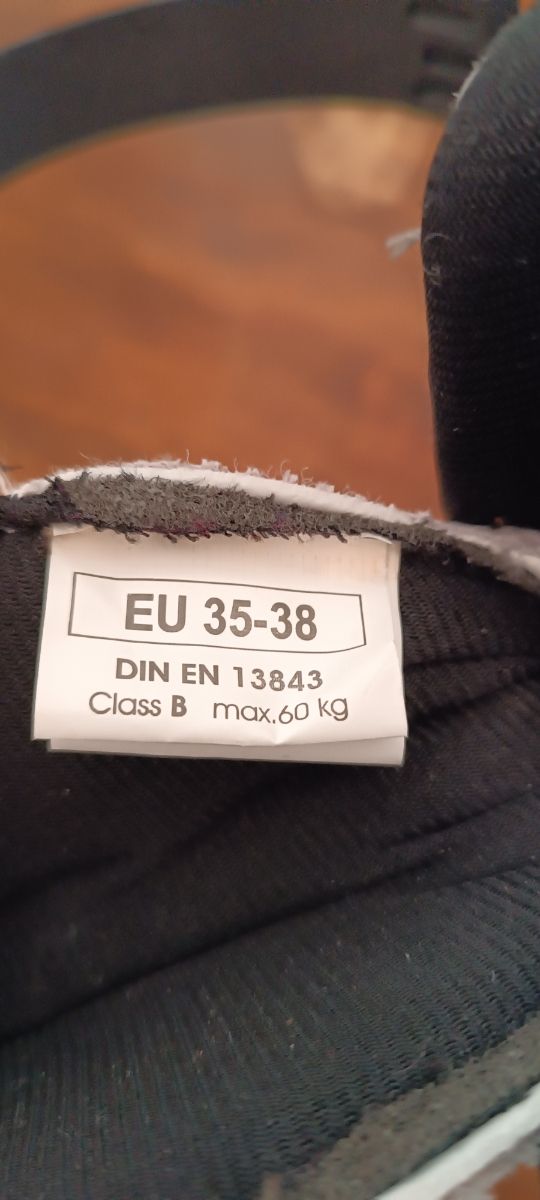 EU 35-38
DIN EN 13843
Class B max.60 kg